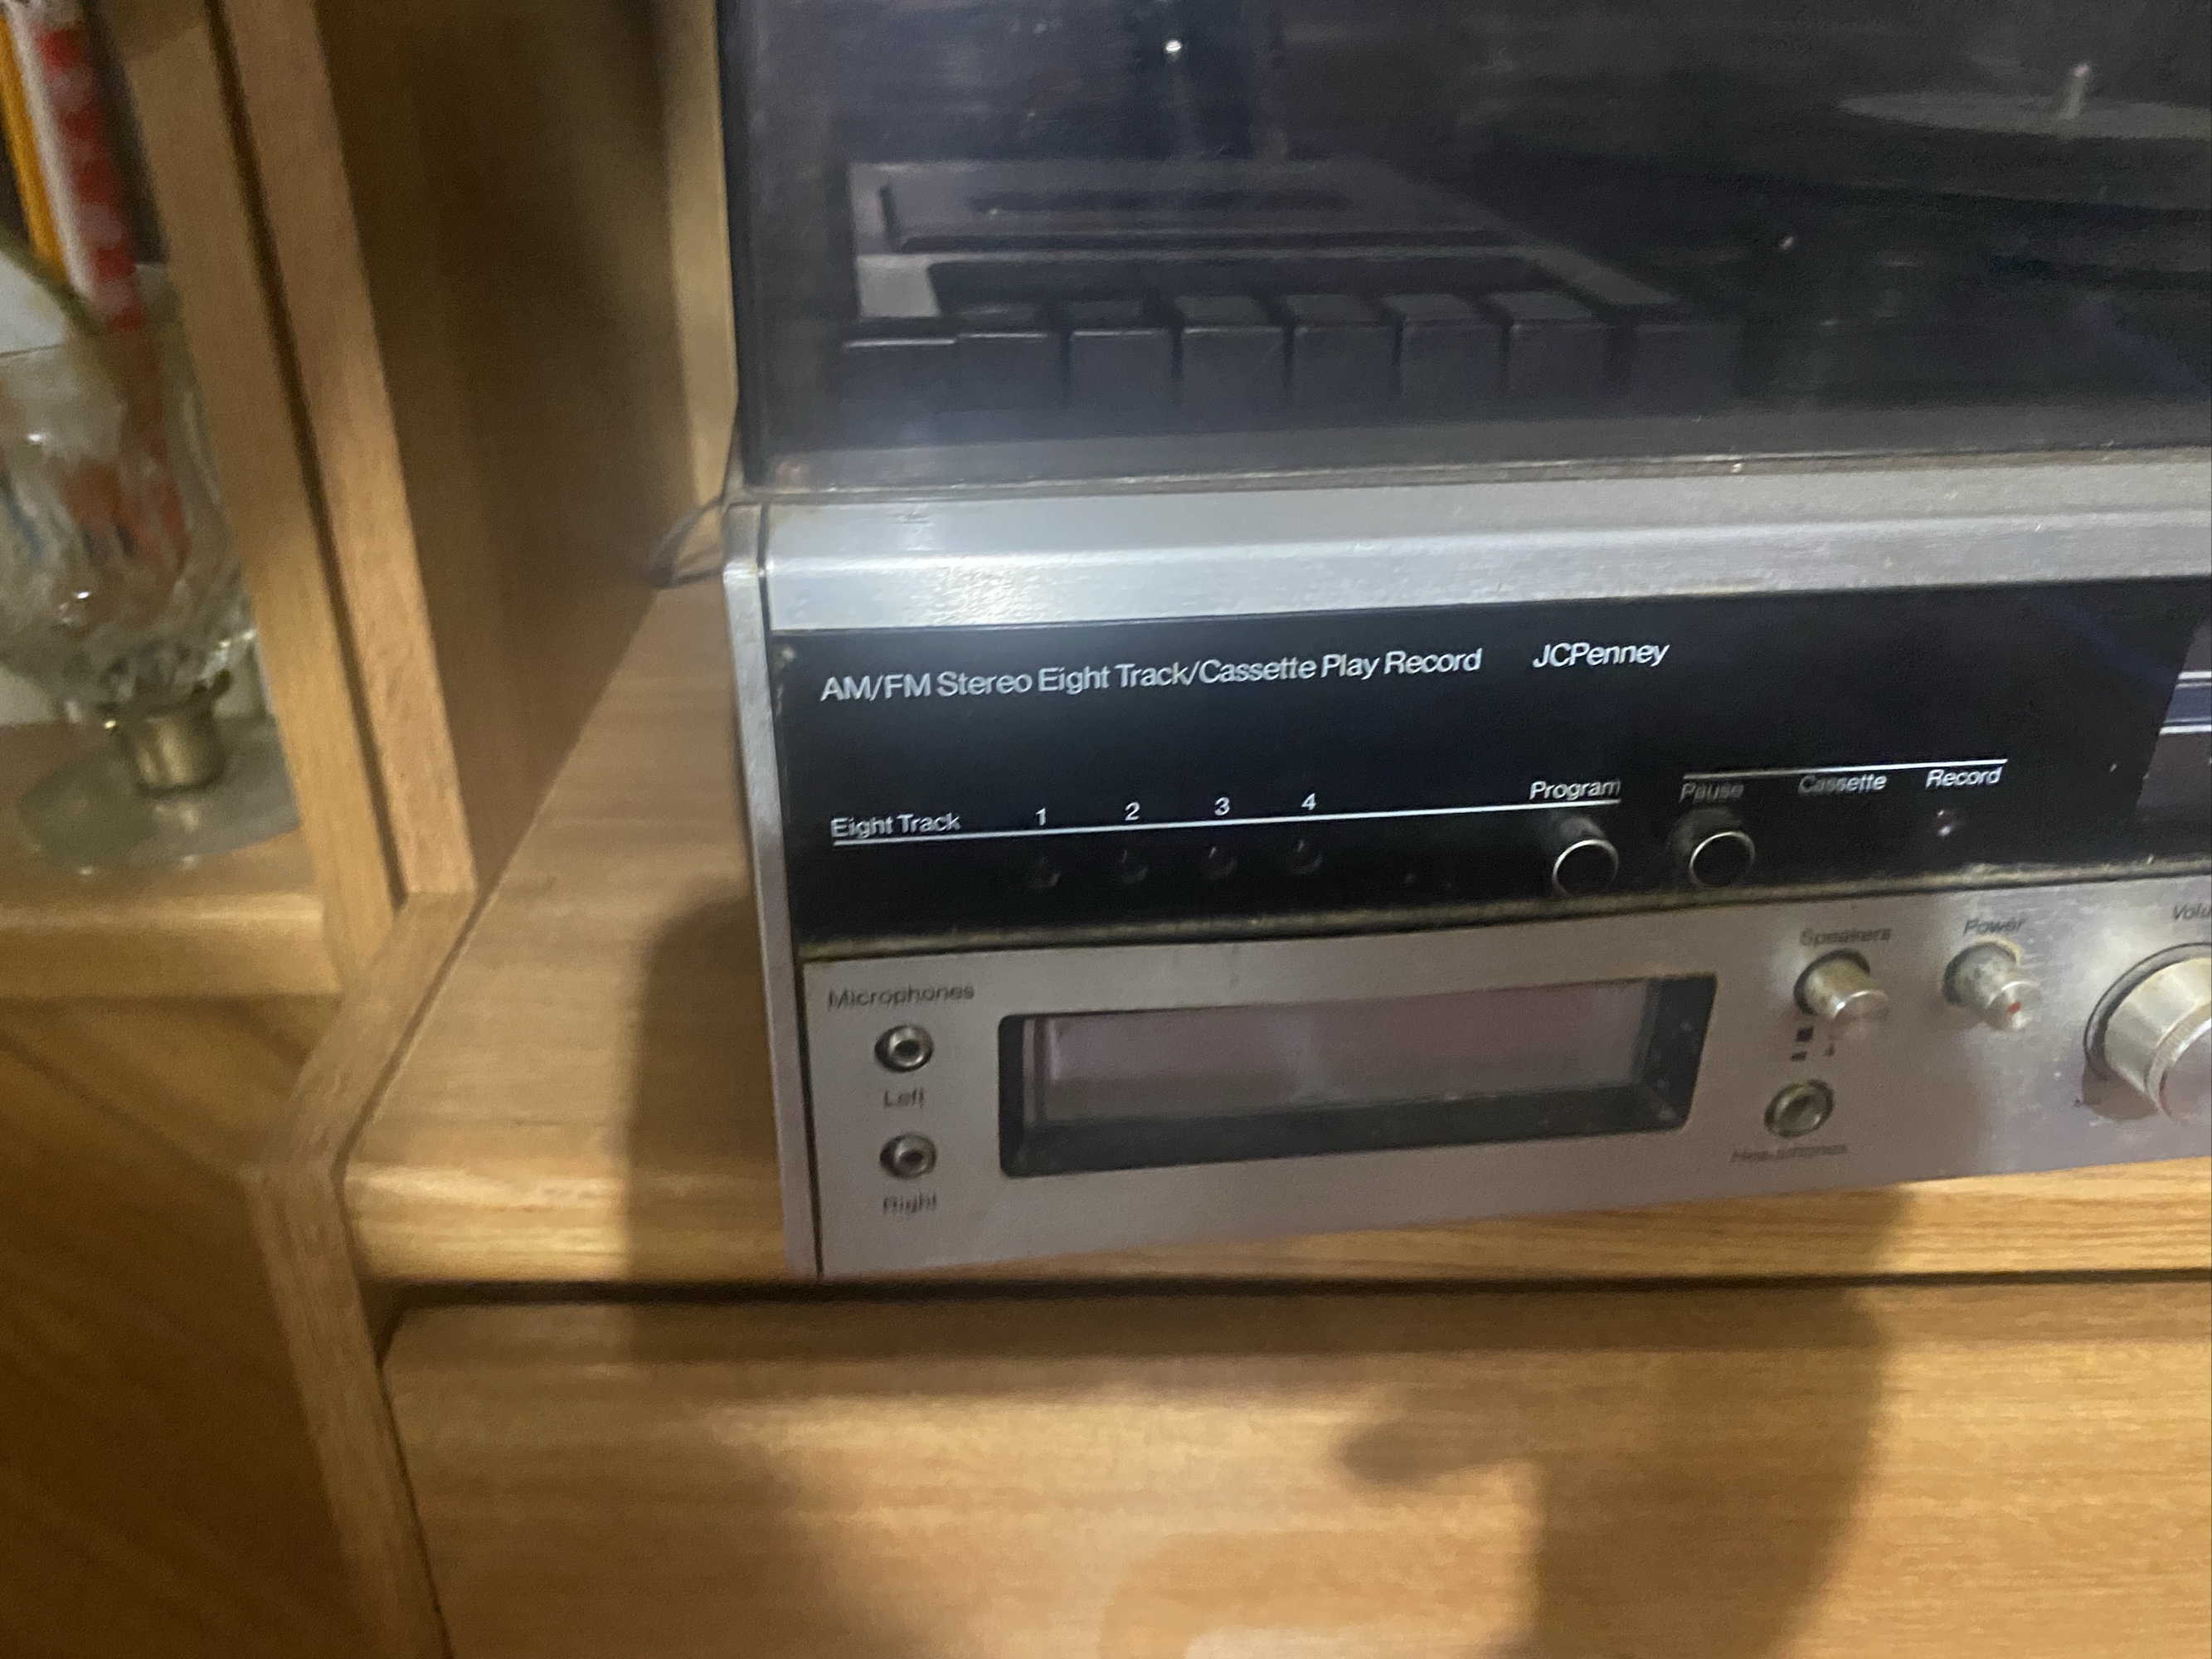 AM/FM Stereo Eight Track/Cassette Play Record JCPenney
Eight Track 1 2 3 4 Program Pause Cassette Record
Microphones
Left
Right
Speakers Power
Headphones